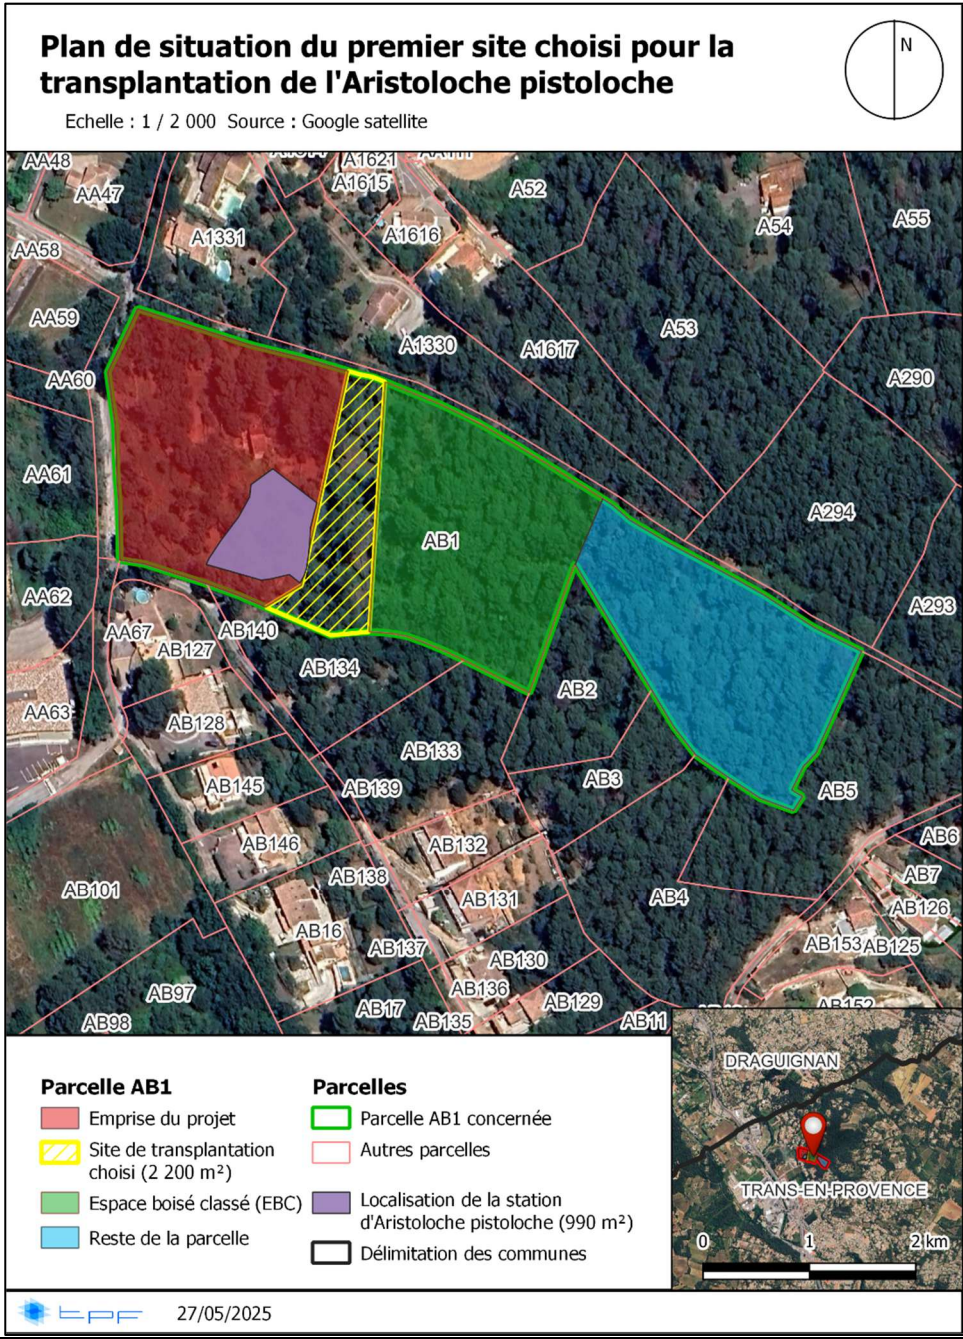 Plan de situation du premier site choisi pour la
transplantation de l'Aristoloche pistoloche
N
Echelle : 1 / 2 000 Source : Google satellite
AA48
A1621
AA47
A1615
A52
A1331
A1616
A54
A55
AA58
AA59
A1330
A1617
A53
AA60
A290
AA61
AB1
A294
AA62
AA67
AB127
AB140
AB134
A293
AA63
AB128
AB2
AB133
AB145
AB139
AB3
AB5
AB146
AB132
AB6
AB7
AB101
AB138
AB131
AB4
AB126
AB16
AB137
AB130
AB153
AB125
AB97
AB136
AB129
AB98
AB17
AB135
AB11
AB152
Parcelle AB1
Emprise du projet
Site de transplantation
choisi (2 200 m²)
Espace boisé classé (EBC)
Reste de la parcelle
Parcelles
Parcelle AB1 concernée
Autres parcelles
Localisation de la station
d'Aristoloche pistoloche (990 m²)
Délimitation des communes
DRAGUIGNAN
TRANS-EN-PROVENCE
0 1 2 km
tpf
27/05/2025